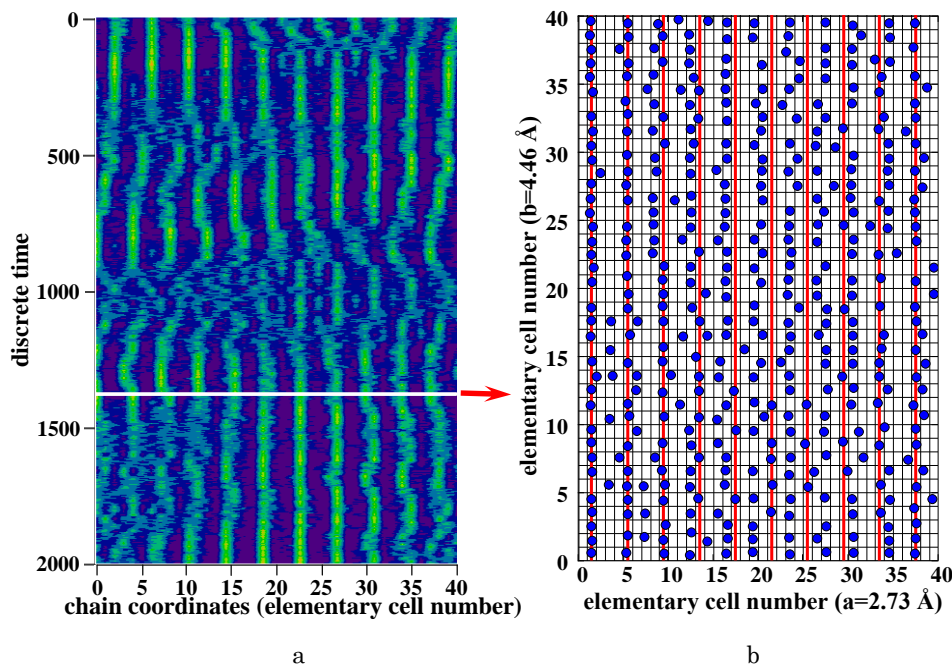 0
500
1000
1500
2000
discrete time
0 5 10 15 20 25 30 35 40
chain coordinates (elementary cell number)
a
40
35
30
25
20
15
10
5
0
elementary cell number (b=4.46 Å)
0 5 10 15 20 25 30 35 40
elementary cell number (a=2.73 Å)
b